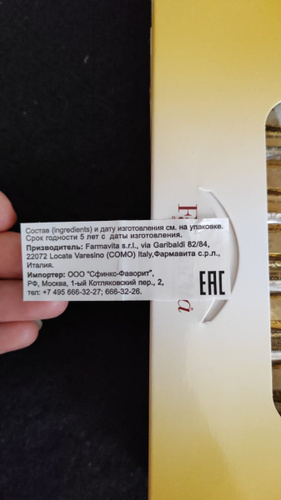 Состав (ingredients) и дату изготовления см. на упаковке.
Срок годности 5 лет с даты изготовления.
Призводитель: Farmavita s.r.l., via Garibaldi 82/84,
22072 Locate Varesino (COMO) Italy,Фармавита с.р.л.,
Италия.
Импортер: ООО "Сфинко-Фаворит",
РФ, Москва, 1-ый Котляковский пер., 2,
тел: +7 495 666-32-27; 666-32-26.
EAC